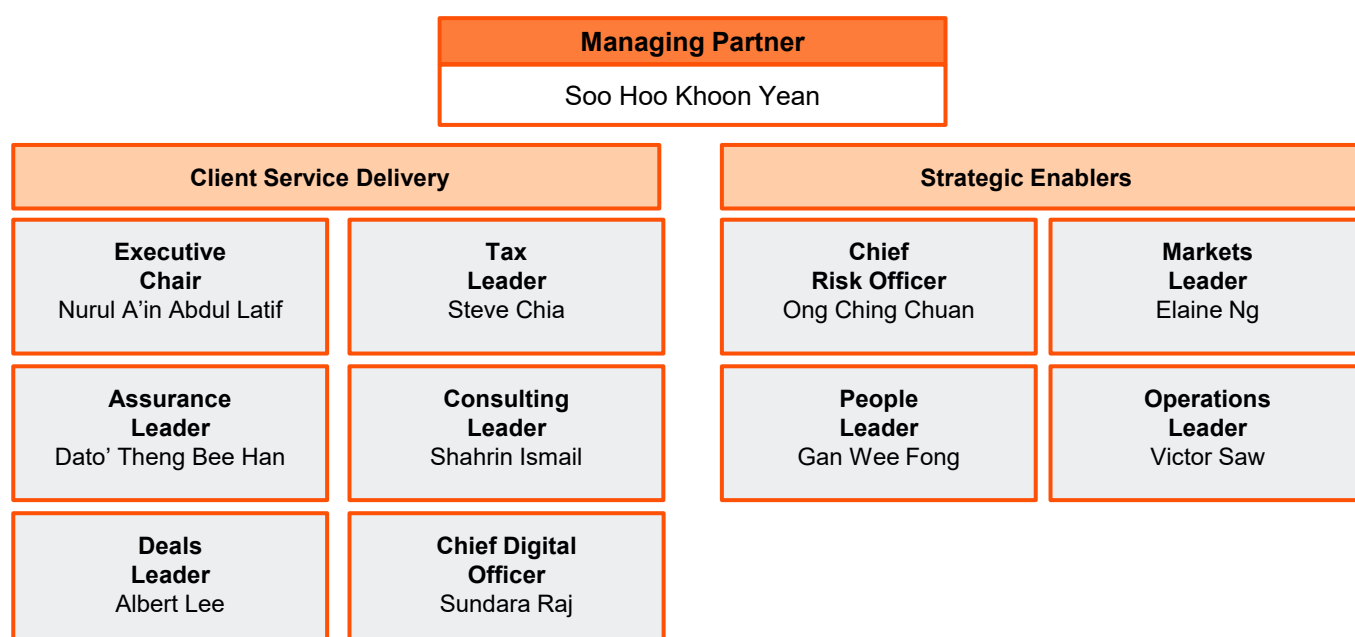 Managing Partner
Soo Hoo Khoon Yean
Client Service Delivery
Executive
Chair
Nurul A’in Abdul Latif
Tax
Leader
Steve Chia
Assurance
Leader
Dato’ Theng Bee Han
Consulting
Leader
Shahrin Ismail
Deals
Leader
Albert Lee
Chief Digital
Officer
Sundara Raj
Strategic Enablers
Chief
Risk Officer
Ong Ching Chuan
Markets
Leader
Elaine Ng
People
Leader
Gan Wee Fong
Operations
Leader
Victor Saw